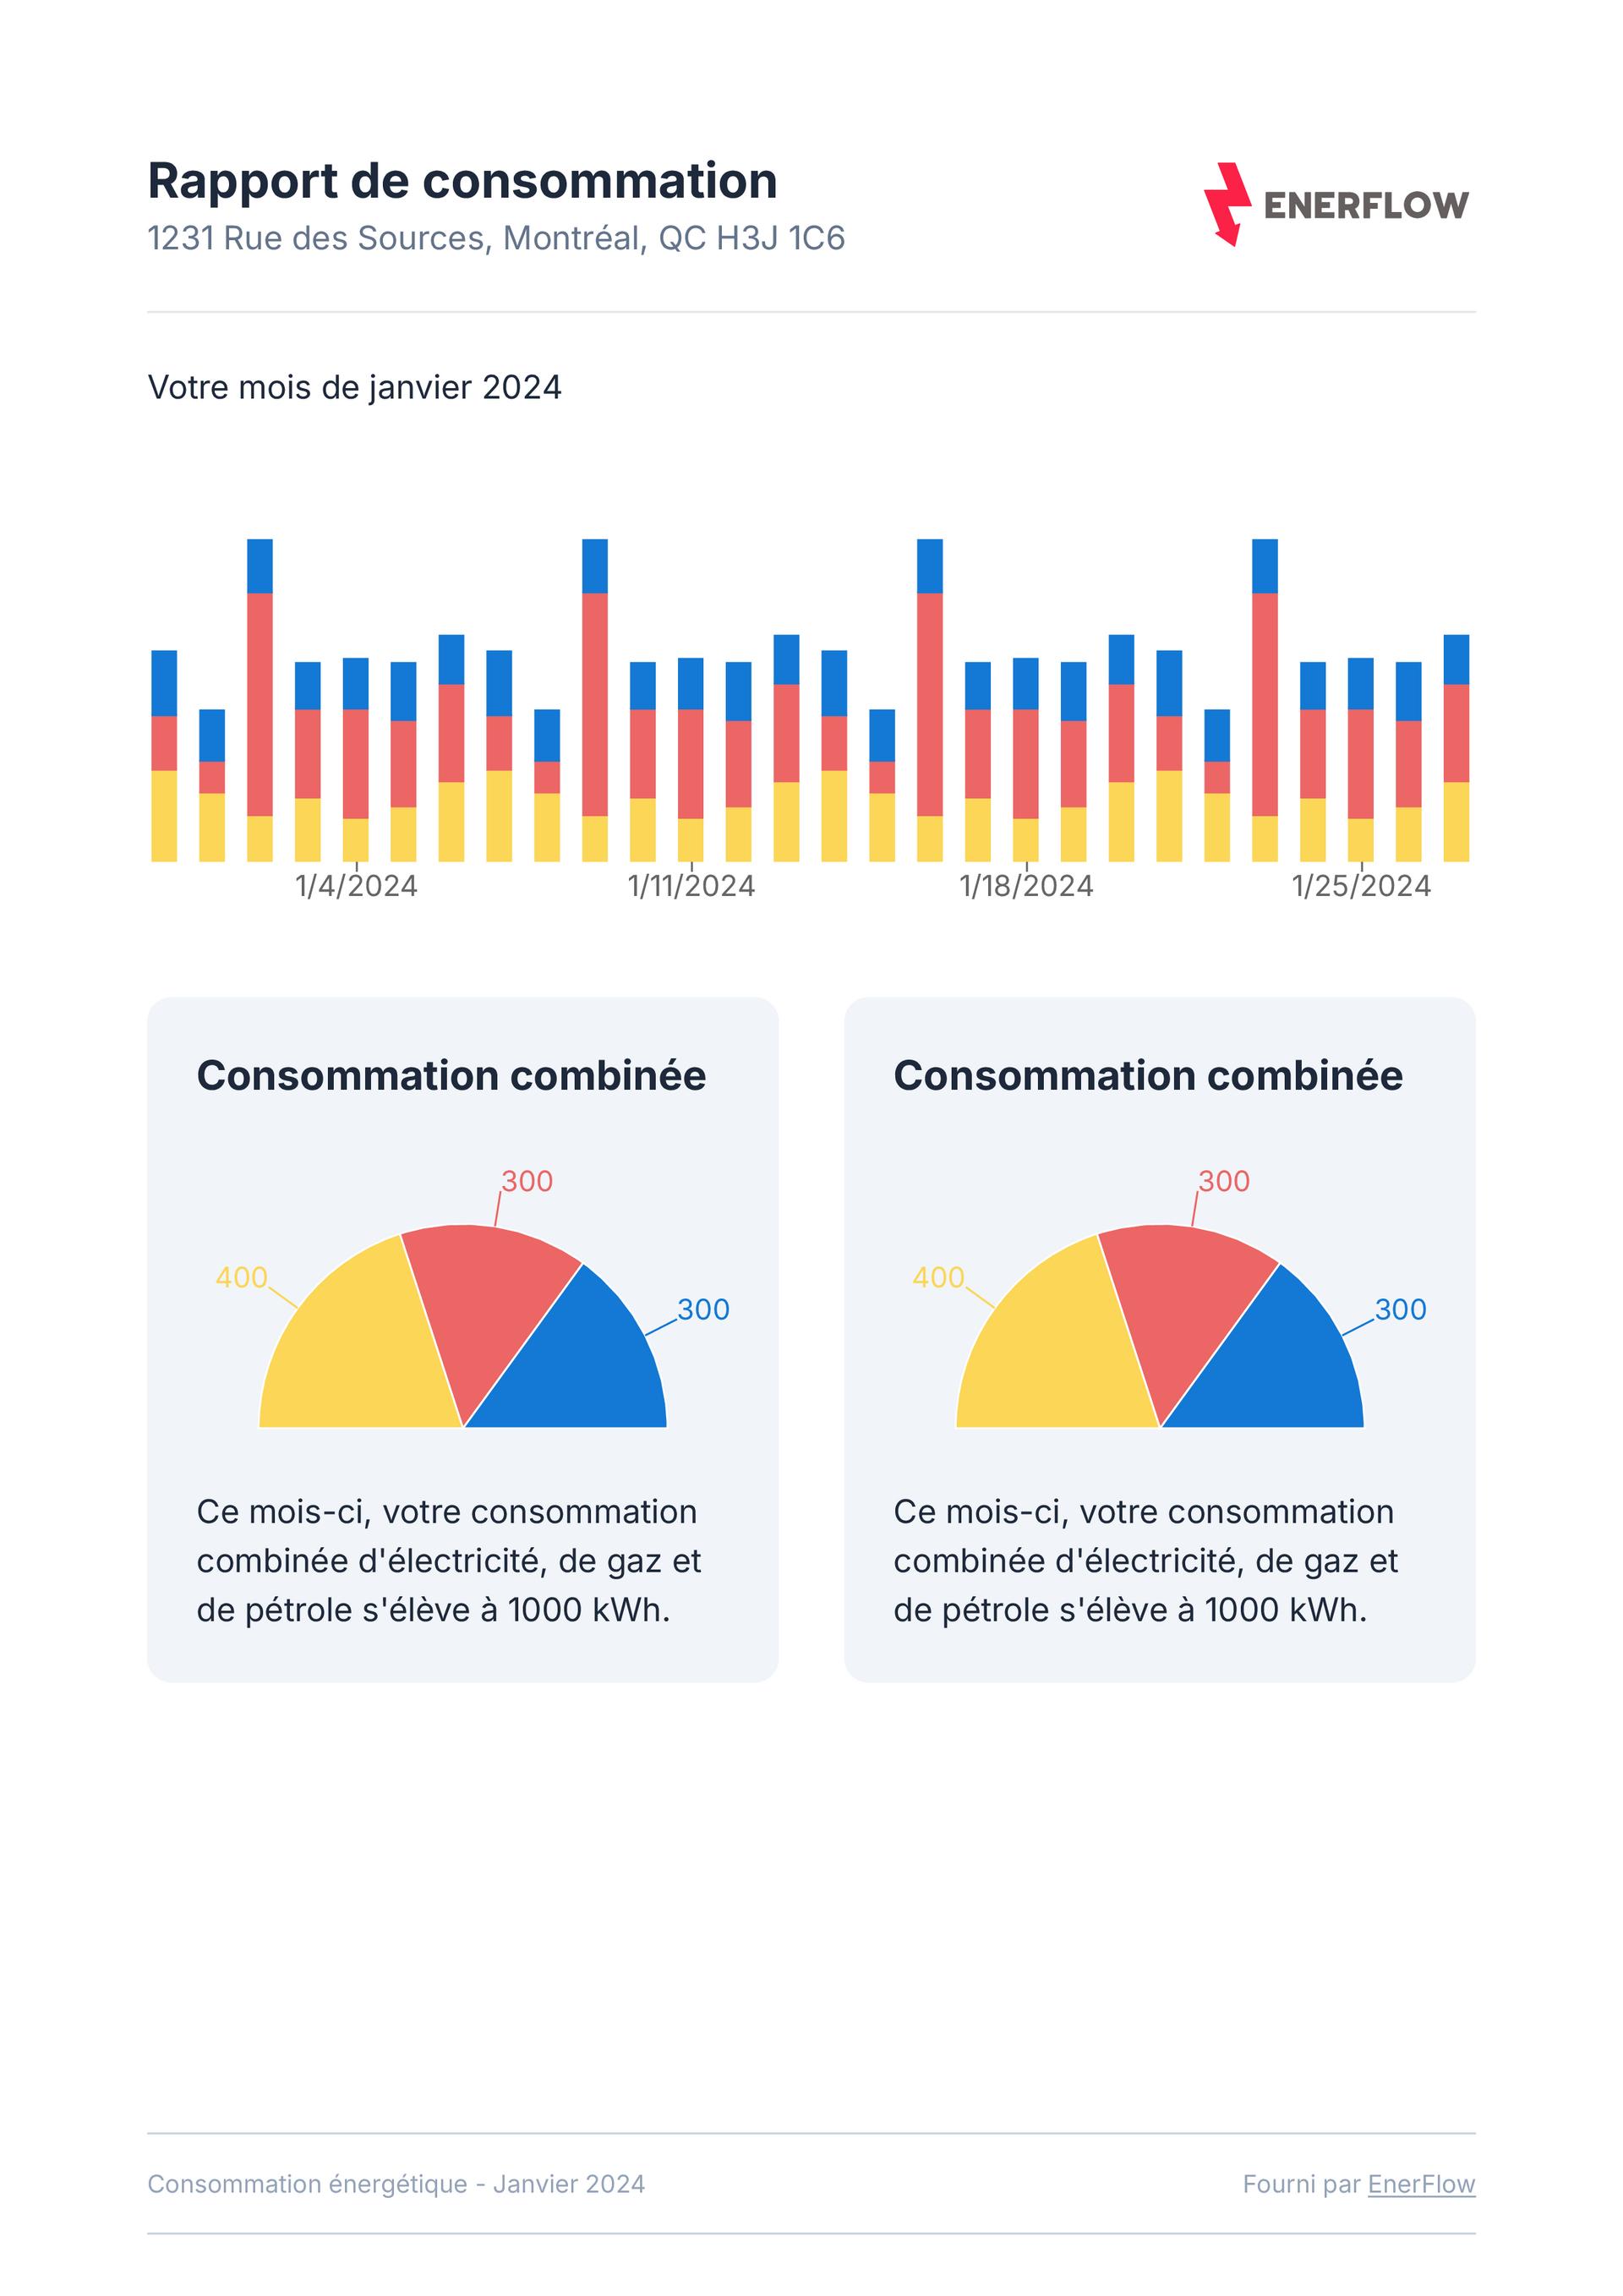 Rapport de consommation
1231 Rue des Sources, Montréal, QC H3J 1C6
ENERFLOW
Votre mois de janvier 2024
1/4/2024
1/11/2024
1/18/2024
1/25/2024
Consommation combinée
300
400
300
Ce mois-ci, votre consommation
combinée d'électricité, de gaz et
de pétrole s'élève à 1000 kWh.
Consommation combinée
300
400
300
Ce mois-ci, votre consommation
combinée d'électricité, de gaz et
de pétrole s'élève à 1000 kWh.
Consommation énergétique - Janvier 2024
Fourni par EnerFlow